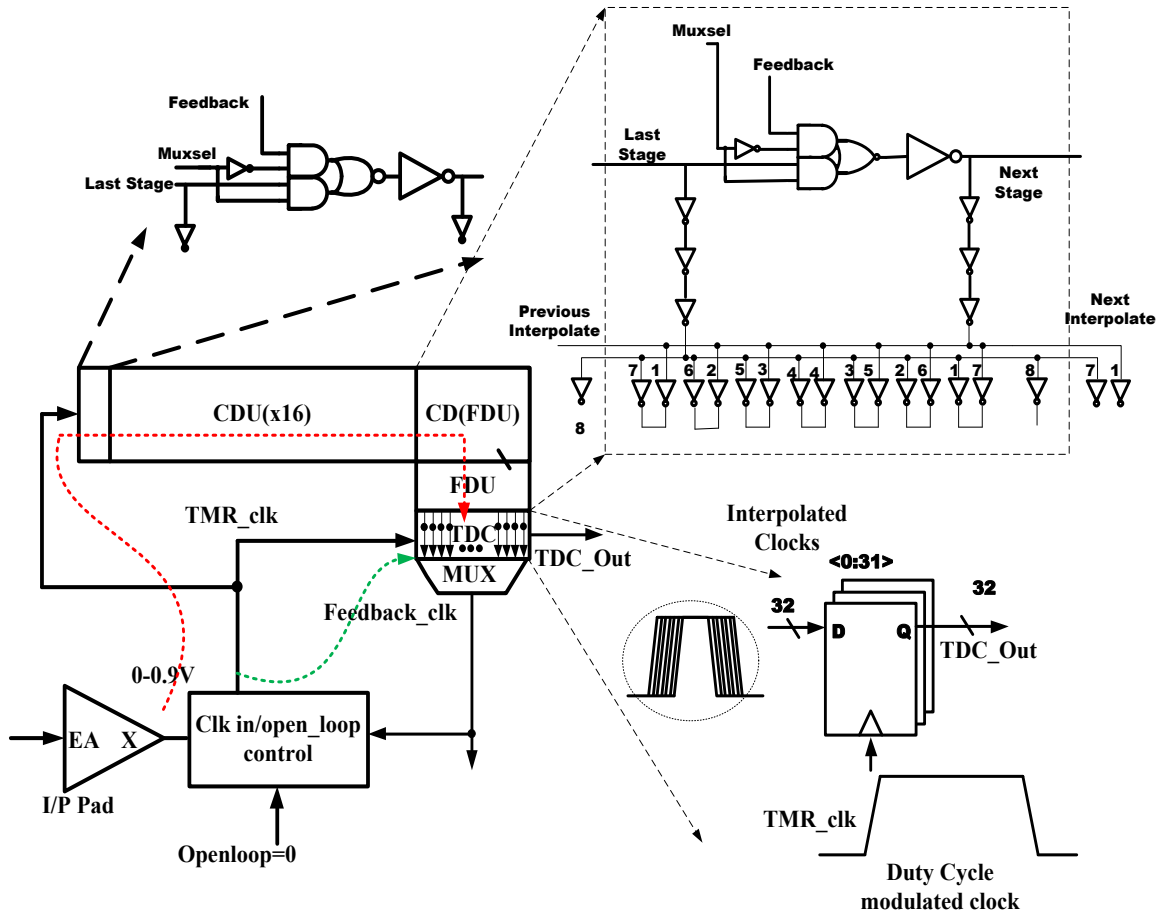 Muxsel
Feedback
Last
Stage
Next
Stage
Feedback
Muxsel
Last Stage
Previous
Interpolate
Next
Interpolate
7 1 6 2 5 3 4 4 3 5 2 6 1 7 8 7 1
8
CDU(x16)
CD(FDU)
FDU
TDC
MUX
TDC_Out
TMR_clk
Feedback_clk
0-0.9V
EA X
I/P Pad
Clk in/open_loop
control
Openloop=0
Interpolated
Clocks
<0:31>
32
32
D Q
TDC_Out
TMR_clk
Duty Cycle
modulated clock